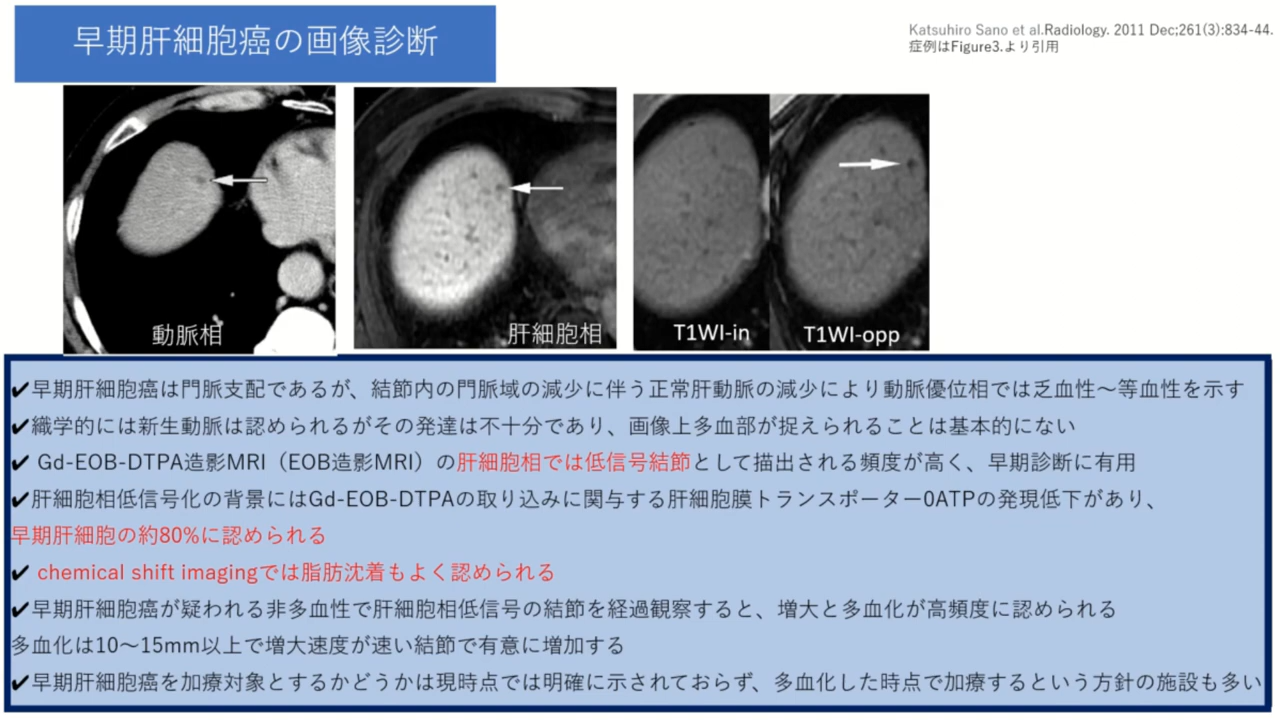 早期肝細胞癌の画像診断
Katsuhiro Sano et al.Radiology. 2011 Dec;261(3):834-44.
症例はFigure3.より引用
動脈相
肝細胞相
T1WI-in
T1WI-opp
✔早期肝細胞癌は門脈支配であるが、結節内の門脈域の減少に伴う正常肝動脈の減少により動脈優位相では乏血性〜等血性を示す
✔織学的には新生動脈は認められるがその発達は不十分であり、画像上多血部が捉えられることは基本的にない
✔ Gd-EOB-DTPA造影MRI（EOB造影MRI）の肝細胞相では低信号結節として描出される頻度が高く、早期診断に有用
✔肝細胞相低信号化の背景にはGd-EOB-DTPAの取り込みに関与する肝細胞膜トランスポーター0ATPの発現低下があり、
早期肝細胞の約80%に認められる
✔ chemical shift imagingでは脂肪沈着もよく認められる
✔早期肝細胞癌が疑われる非多血性で肝細胞相低信号の結節を経過観察すると、増大と多血化が高頻度に認められる
多血化は10〜15mm以上で増大速度が速い結節で有意に増加する
✔早期肝細胞癌を加療対象とするかどうかは現時点では明確に示されておらず、多血化した時点で加療するという方針の施設も多い